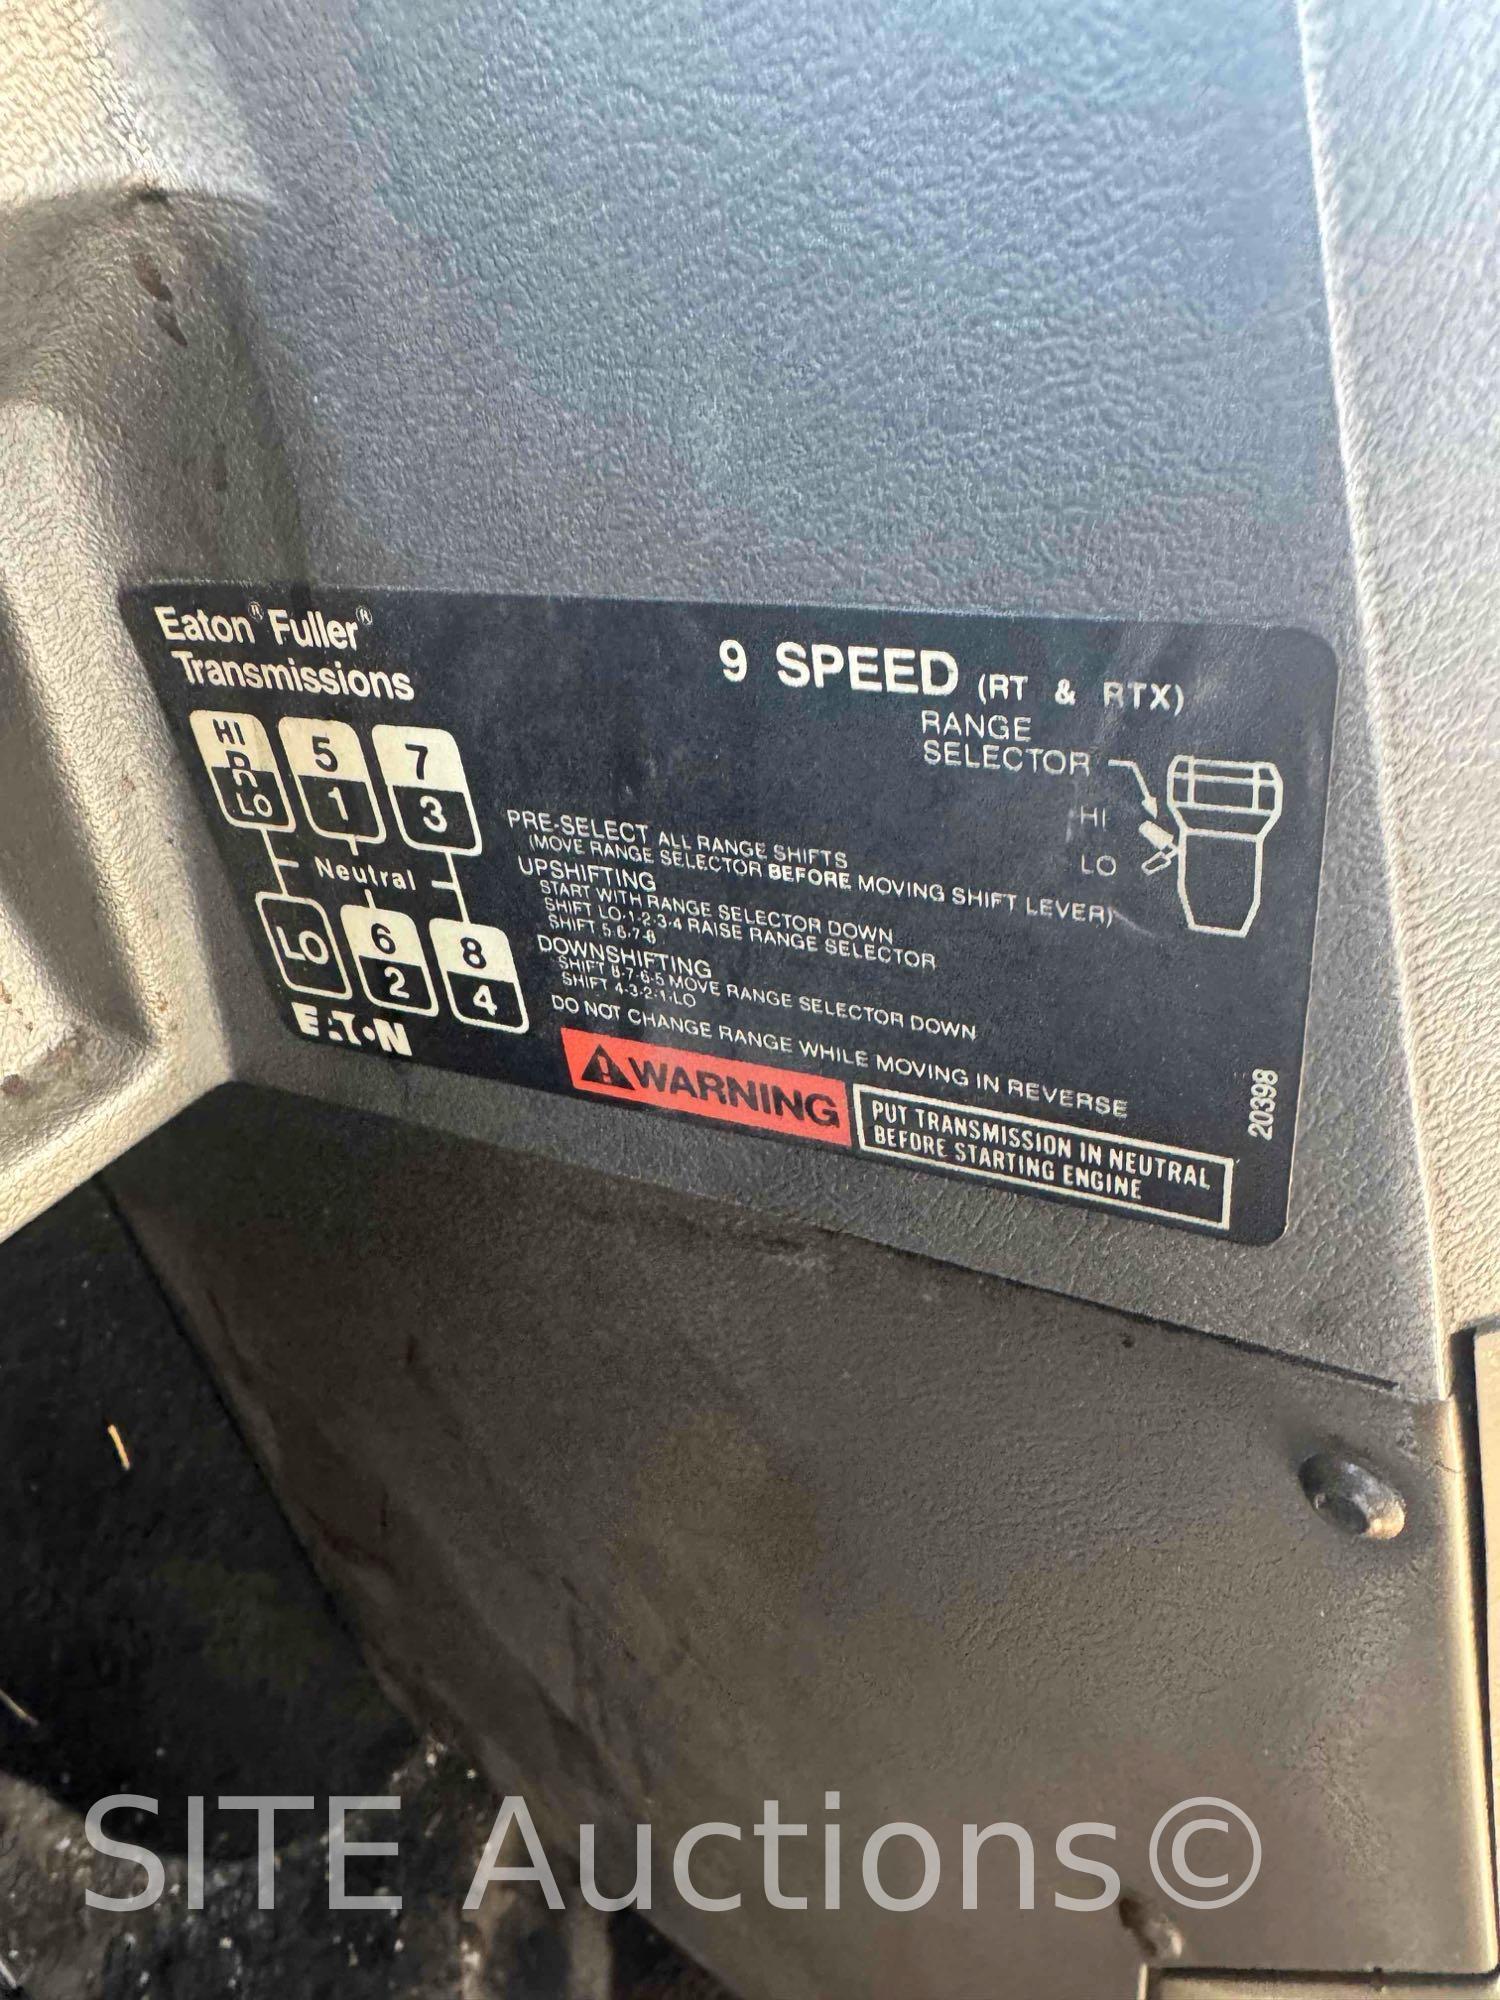 Eaton® Fuller®
Transmissions
9 SPEED (RT & RTX)
RANGE
SELECTOR
HI
LO
HI
R
LO
5
1
7
3
Neutral
LO
6
2
8
4
EATON
PRE-SELECT ALL RANGE SHIFTS
(MOVE RANGE SELECTOR BEFORE MOVING SHIFT LEVER)
UPSHIFTING
START WITH RANGE SELECTOR DOWN
SHIFT LO-1-2-3-4 RAISE RANGE SELECTOR
SHIFT 5-6-7-8
DOWNSHIFTING
SHIFT 8-7-6-5 MOVE RANGE SELECTOR DOWN
SHIFT 4-3-2-1-LO
DO NOT CHANGE RANGE WHILE MOVING IN REVERSE
WARNING
PUT TRANSMISSION IN NEUTRAL
BEFORE STARTING ENGINE
20398
SITE Auctions©